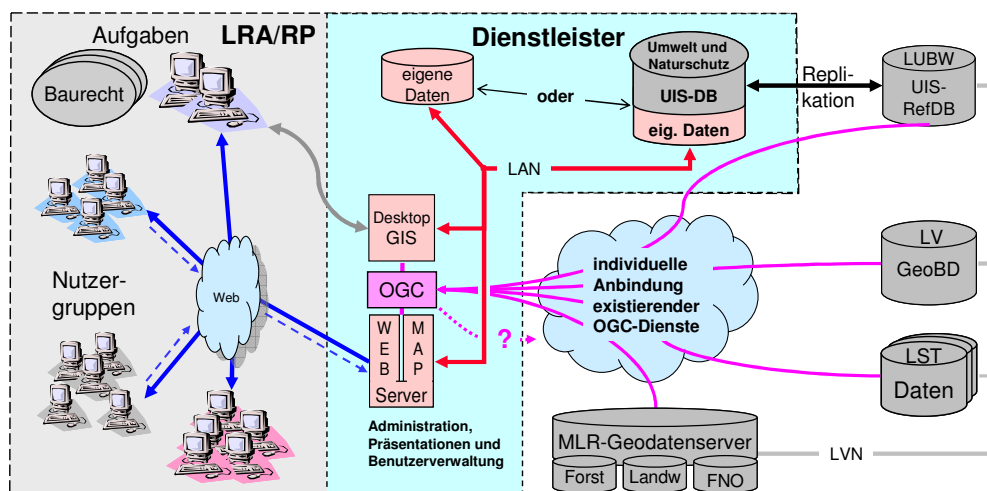 Aufgaben
LRA/RP
Baurecht
Nutzer-
gruppen
Web
Dienstleister
eigene
Daten
oder
Umwelt und
Naturschutz
UIS-DB
eig. Daten
Repli-
kation
LUBW
UIS-
RefDB
LAN
Desktop
GIS
OGC
WEB MAP
Server
?
Administration,
Präsentationen und
Benutzerverwaltung
individuelle
Anbindung
existierender
OGC-Dienste
LV
GeoBD
LST
Daten
MLR-Geodatenserver
Forst
Landw
FNO
LVN